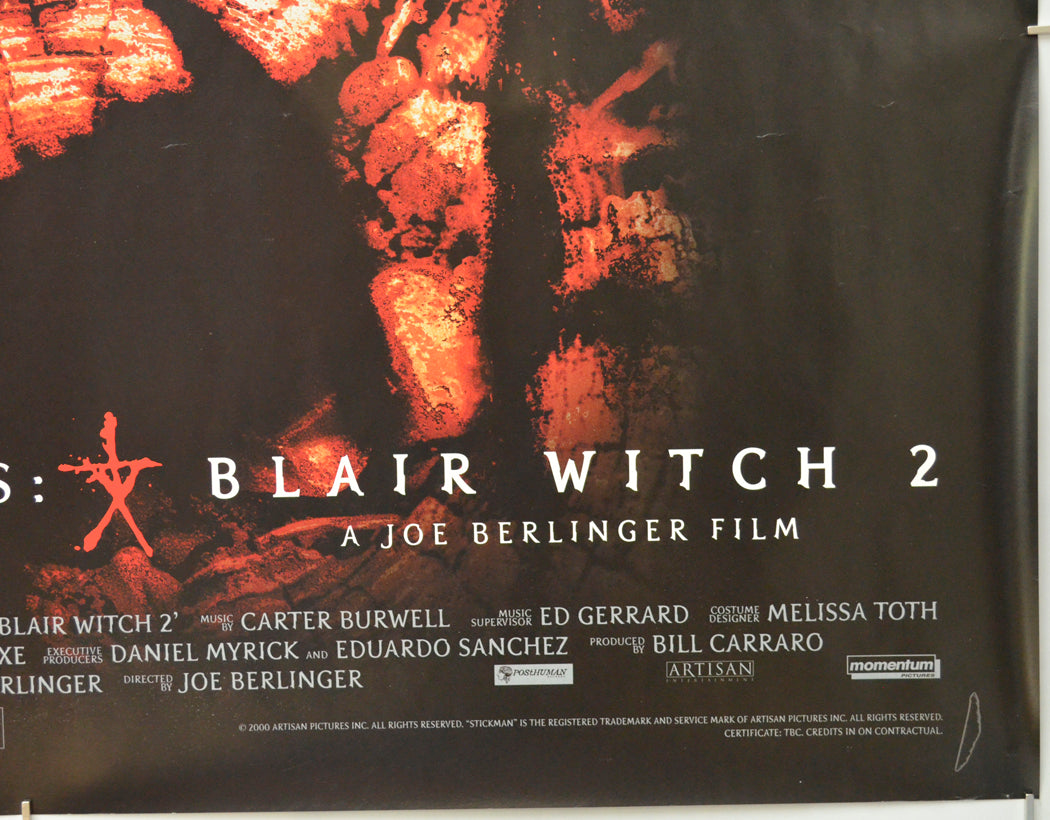 S: BLAIR WITCH 2
A JOE BERLINGER FILM
BLAIR WITCH 2' MUSIC BY CARTER BURWELL MUSIC SUPERVISOR ED GERRARD COSTUME DESIGNER MELISSA TOTH
XE EXECUTIVE PRODUCERS DANIEL MYRICK AND EDUARDO SANCHEZ PRODUCED BY BILL CARRARO
RLINGER DIRECTED BY JOE BERLINGER
POSTHUMAN
ARTISAN
ENTERTAINMENT
momentum
PICTURES
© 2000 ARTISAN PICTURES INC. ALL RIGHTS RESERVED. "STICKMAN" IS THE REGISTERED TRADEMARK AND SERVICE MARK OF ARTISAN PICTURES INC. ALL RIGHTS RESERVED.
CERTIFICATE: TBC. CREDITS IN ON CONTRACTUAL.